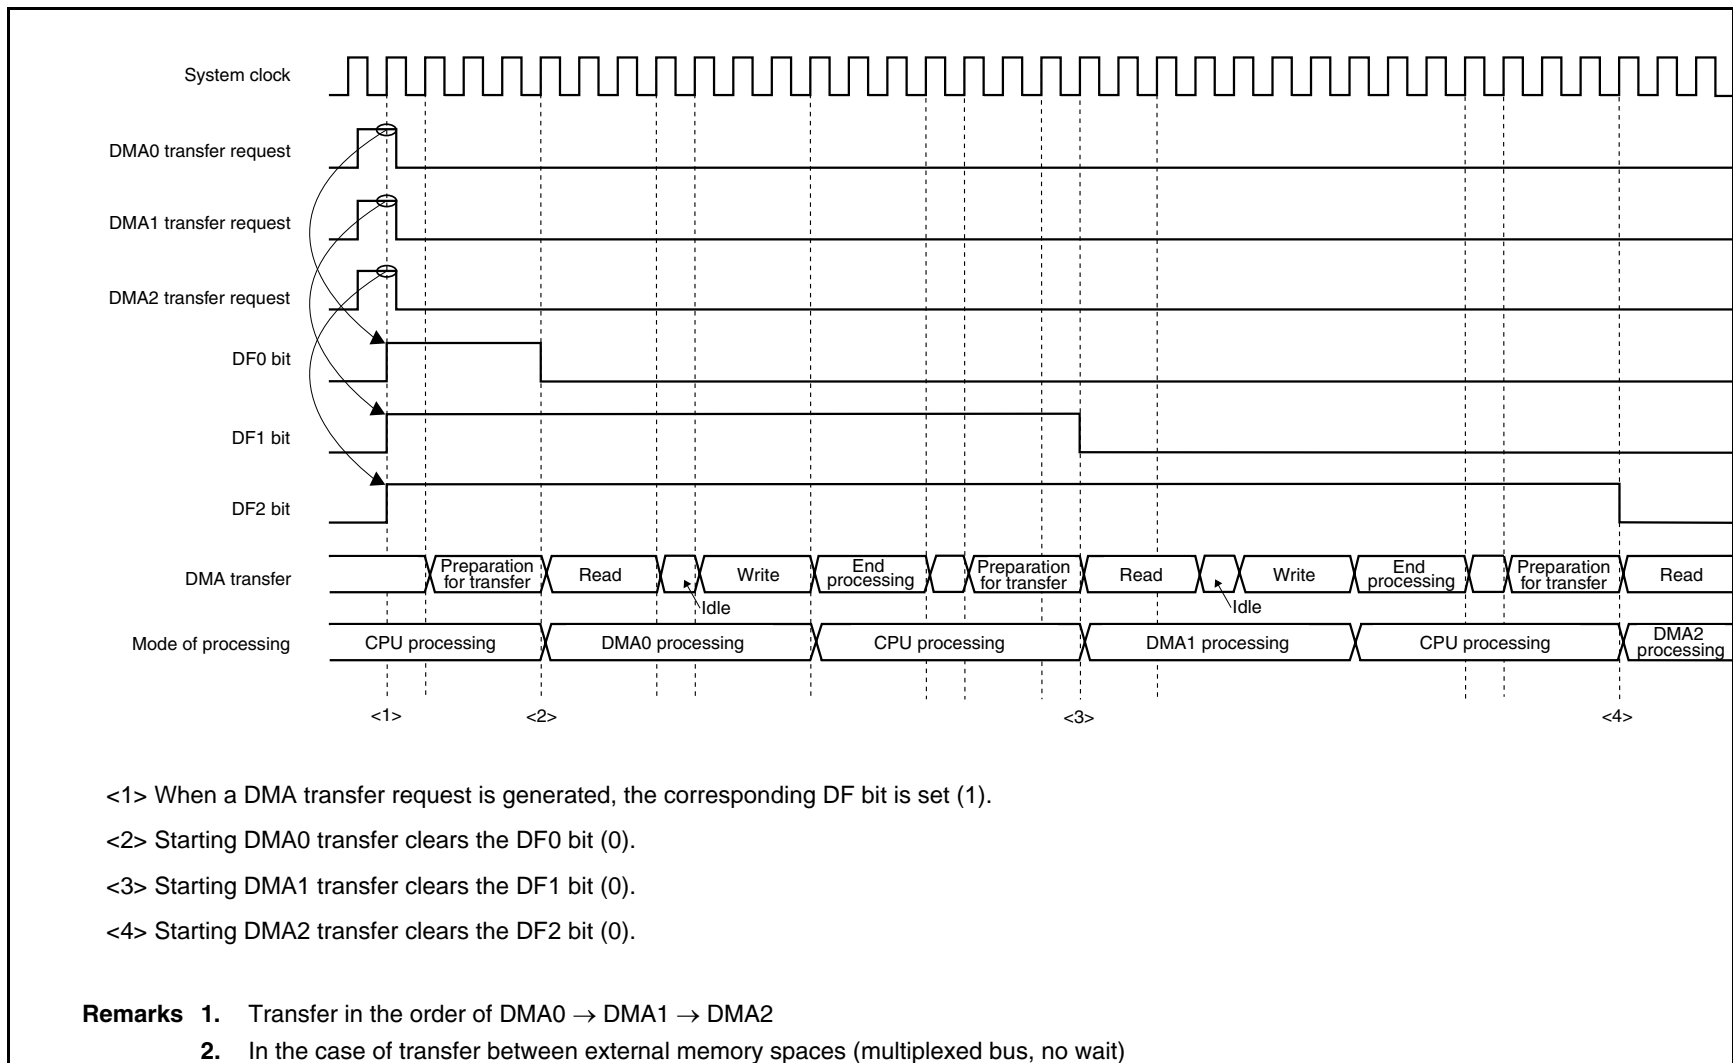 System clock
DMA0 transfer request
DMA1 transfer request
DMA2 transfer request
DF0 bit
DF1 bit
DF2 bit
DMA transfer
Preparation for transfer
Read
Idle
Write
End processing
Preparation for transfer
Read
Idle
Write
End processing
Preparation for transfer
Read
Mode of processing
CPU processing
DMA0 processing
CPU processing
DMA1 processing
CPU processing
DMA2 processing
<1>
<2>
<3>
<4>
<1> When a DMA transfer request is generated, the corresponding DF bit is set (1).
<2> Starting DMA0 transfer clears the DF0 bit (0).
<3> Starting DMA1 transfer clears the DF1 bit (0).
<4> Starting DMA2 transfer clears the DF2 bit (0).
Remarks 1. Transfer in the order of DMA0 → DMA1 → DMA2
2. In the case of transfer between external memory spaces (multiplexed bus, no wait)